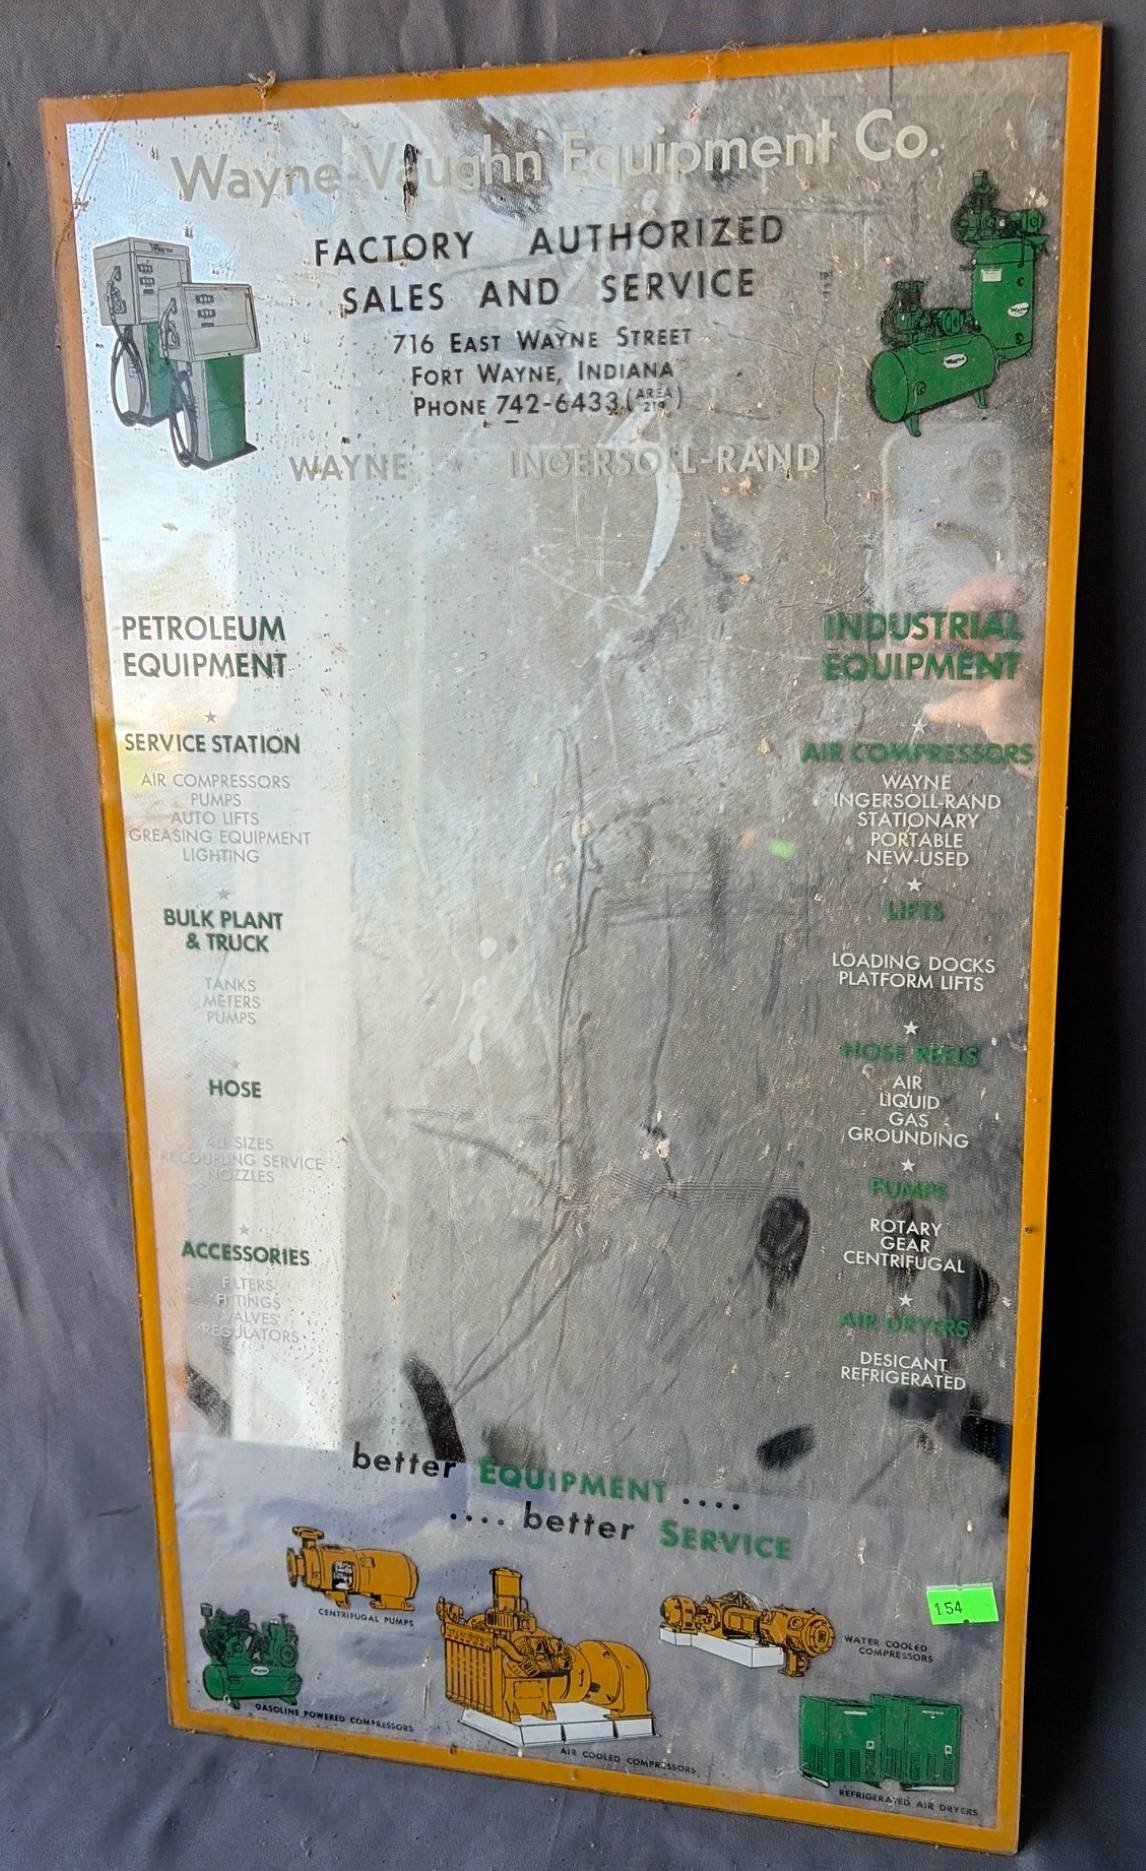 Wayne-Vaughn Equipment Co.
FACTORY AUTHORIZED
SALES AND SERVICE
716 EAST WAYNE STREET
FORT WAYNE, INDIANA
PHONE 742-6433 (AREA 219)
WAYNE ★ INGERSOLL-RAND
PETROLEUM
EQUIPMENT
★
SERVICE STATION
AIR COMPRESSORS
PUMPS
AUTO LIFTS
GREASING EQUIPMENT
LIGHTING
★
BULK PLANT
& TRUCK
TANKS
METERS
PUMPS
★
HOSE
ALL SIZES
RECOUPLING SERVICE
NOZZLES
★
ACCESSORIES
FILTERS
FITTINGS
VALVES
REGULATORS
INDUSTRIAL
EQUIPMENT
★
AIR COMPRESSORS
WAYNE
INGERSOLL-RAND
STATIONARY
PORTABLE
NEW-USED
★
LIFTS
LOADING DOCKS
PLATFORM LIFTS
★
HOSE REELS
AIR
LIQUID
GAS
GROUNDING
★
PUMPS
ROTARY
GEAR
CENTRIFUGAL
★
AIR DRYERS
DESICANT
REFRIGERATED
better EQUIPMENT ....
.... better SERVICE
CENTRIFUGAL PUMPS
154
WATER COOLED
COMPRESSORS
GASOLINE POWERED COMPRESSORS
AIR COOLED COMPRESSORS
REFRIGERATED AIR DRYERS